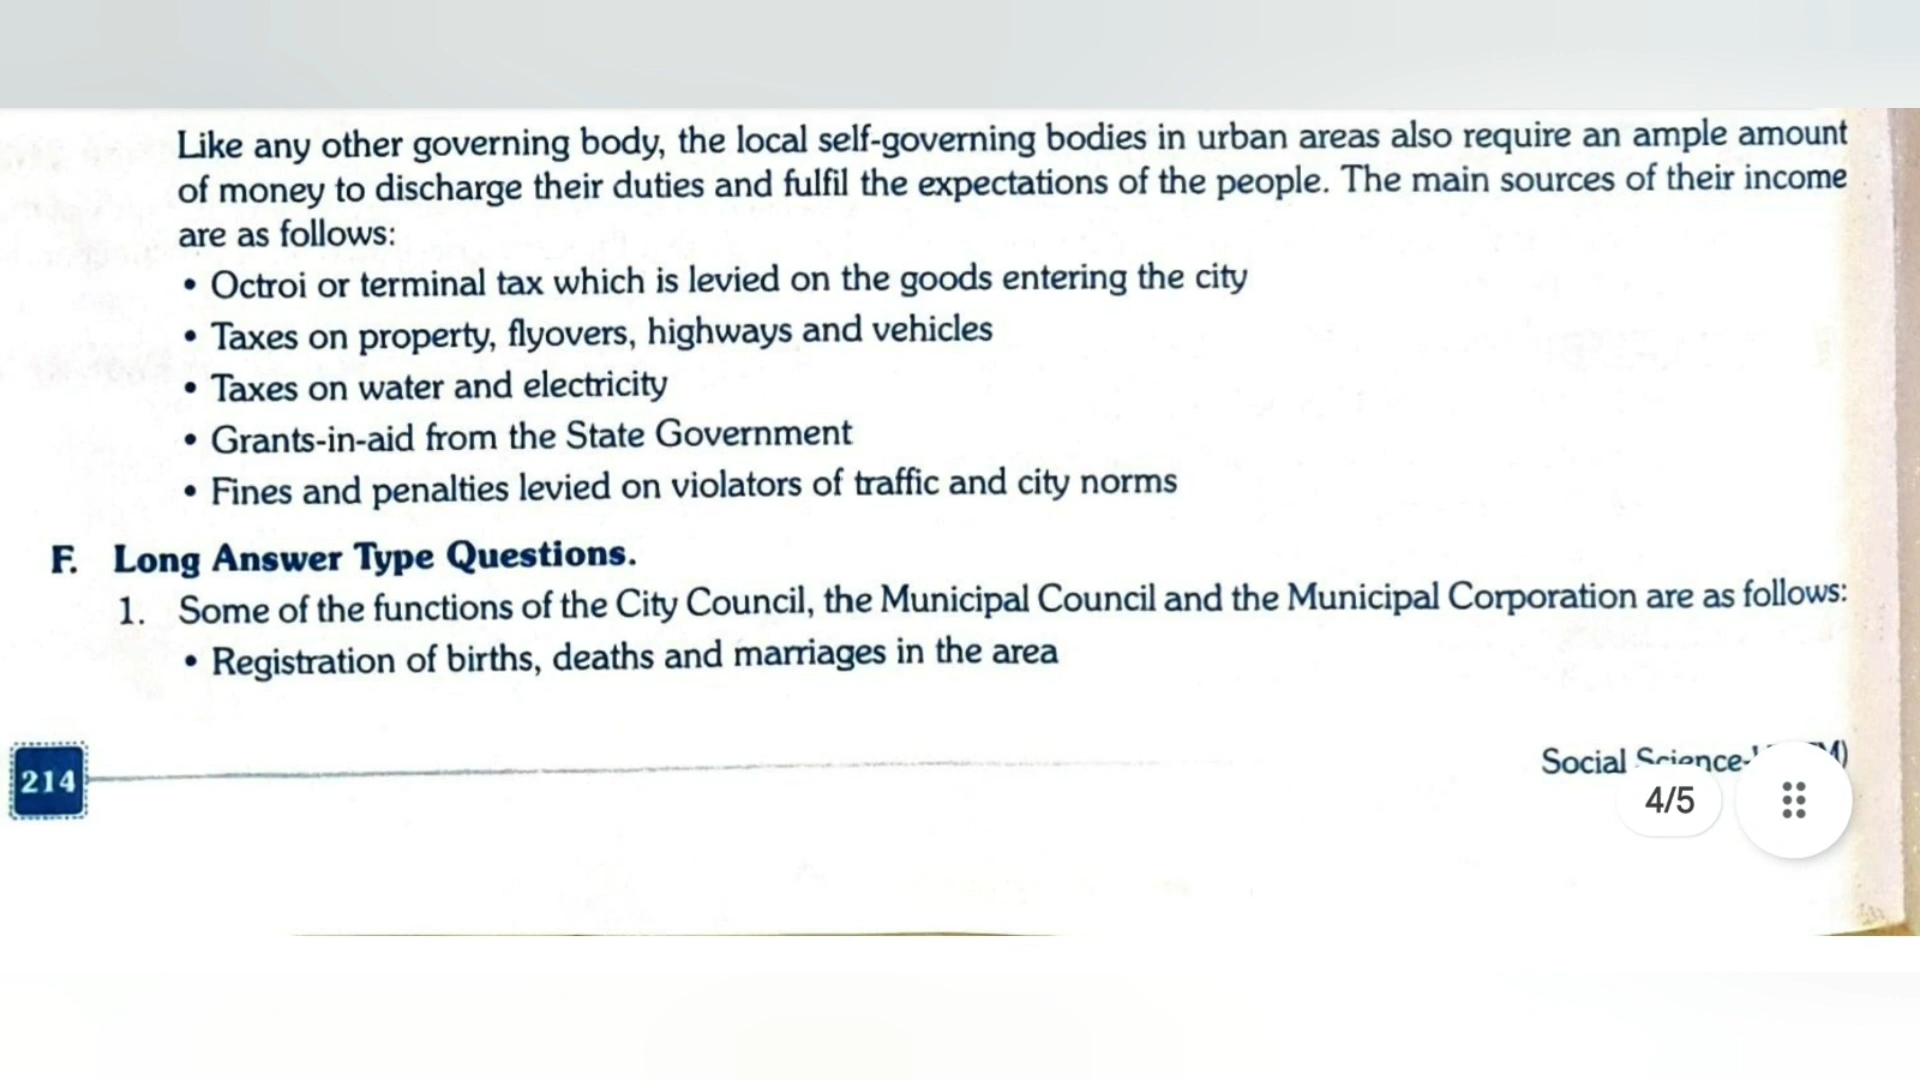 Like any other governing body, the local self-governing bodies in urban areas also require an ample amount
of money to discharge their duties and fulfil the expectations of the people. The main sources of their income
are as follows:
• Octroi or terminal tax which is levied on the goods entering the city
• Taxes on property, flyovers, highways and vehicles
• Taxes on water and electricity
• Grants-in-aid from the State Government
• Fines and penalties levied on violators of traffic and city norms
F. Long Answer Type Questions.
1. Some of the functions of the City Council, the Municipal Council and the Municipal Corporation are as follows:
• Registration of births, deaths and marriages in the area
214
Social Science
4/5